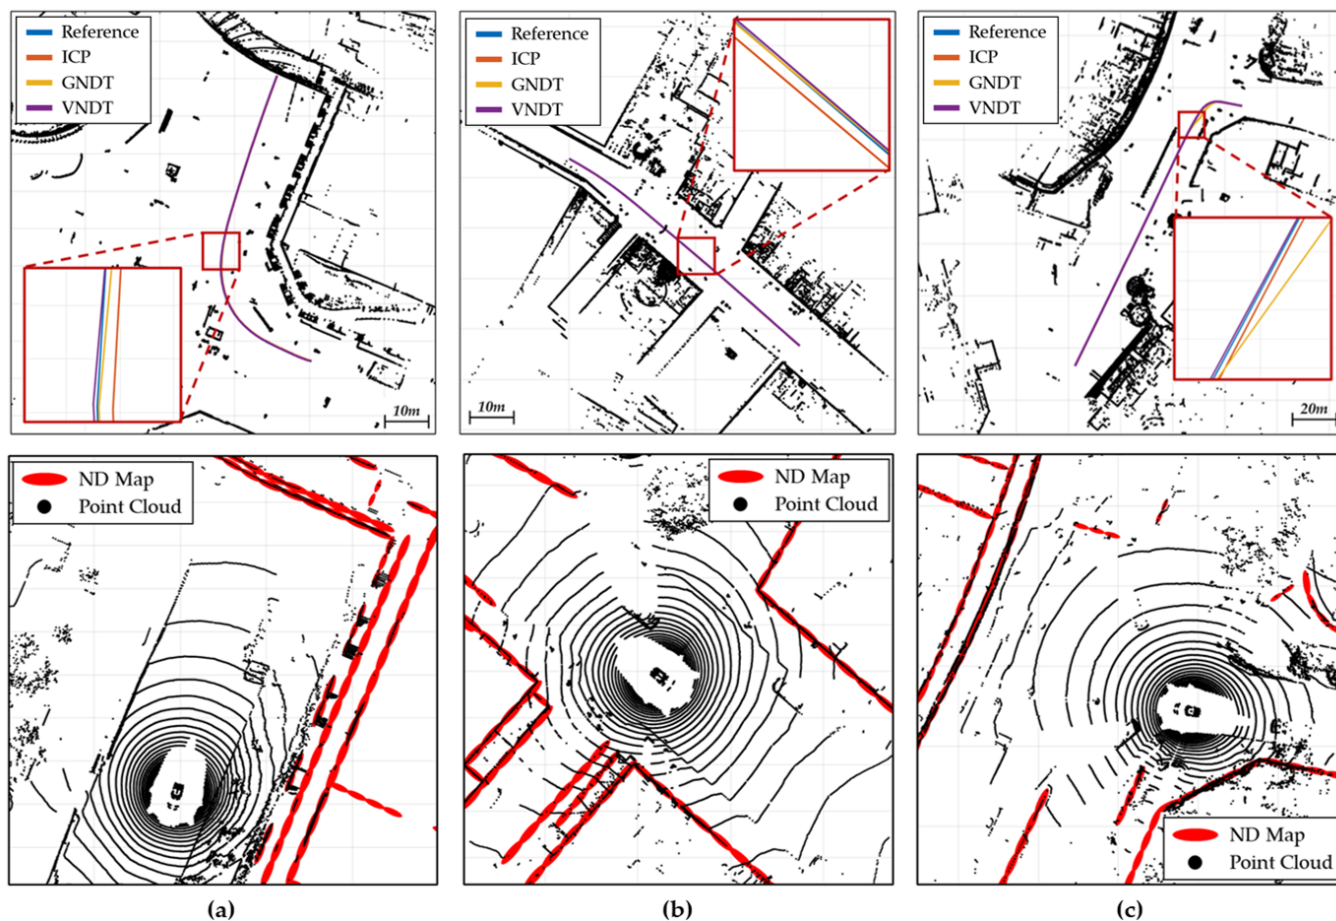 Reference
ICP
GNDT
VNDT
10m
Reference
ICP
GNDT
VNDT
10m
Reference
ICP
GNDT
VNDT
20m
ND Map
Point Cloud
ND Map
Point Cloud
ND Map
Point Cloud
(a)
(b)
(c)